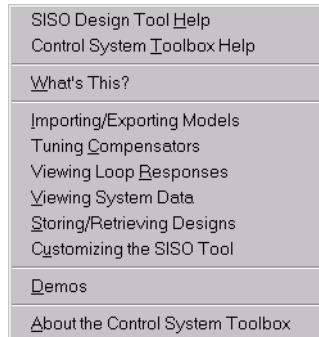 SISO Design Tool Help
Control System Toolbox Help
What's This?
Importing/Exporting Models
Tuning Compensators
Viewing Loop Responses
Viewing System Data
Storing/Retrieving Designs
Customizing the SISO Tool
Demos
About the Control System Toolbox